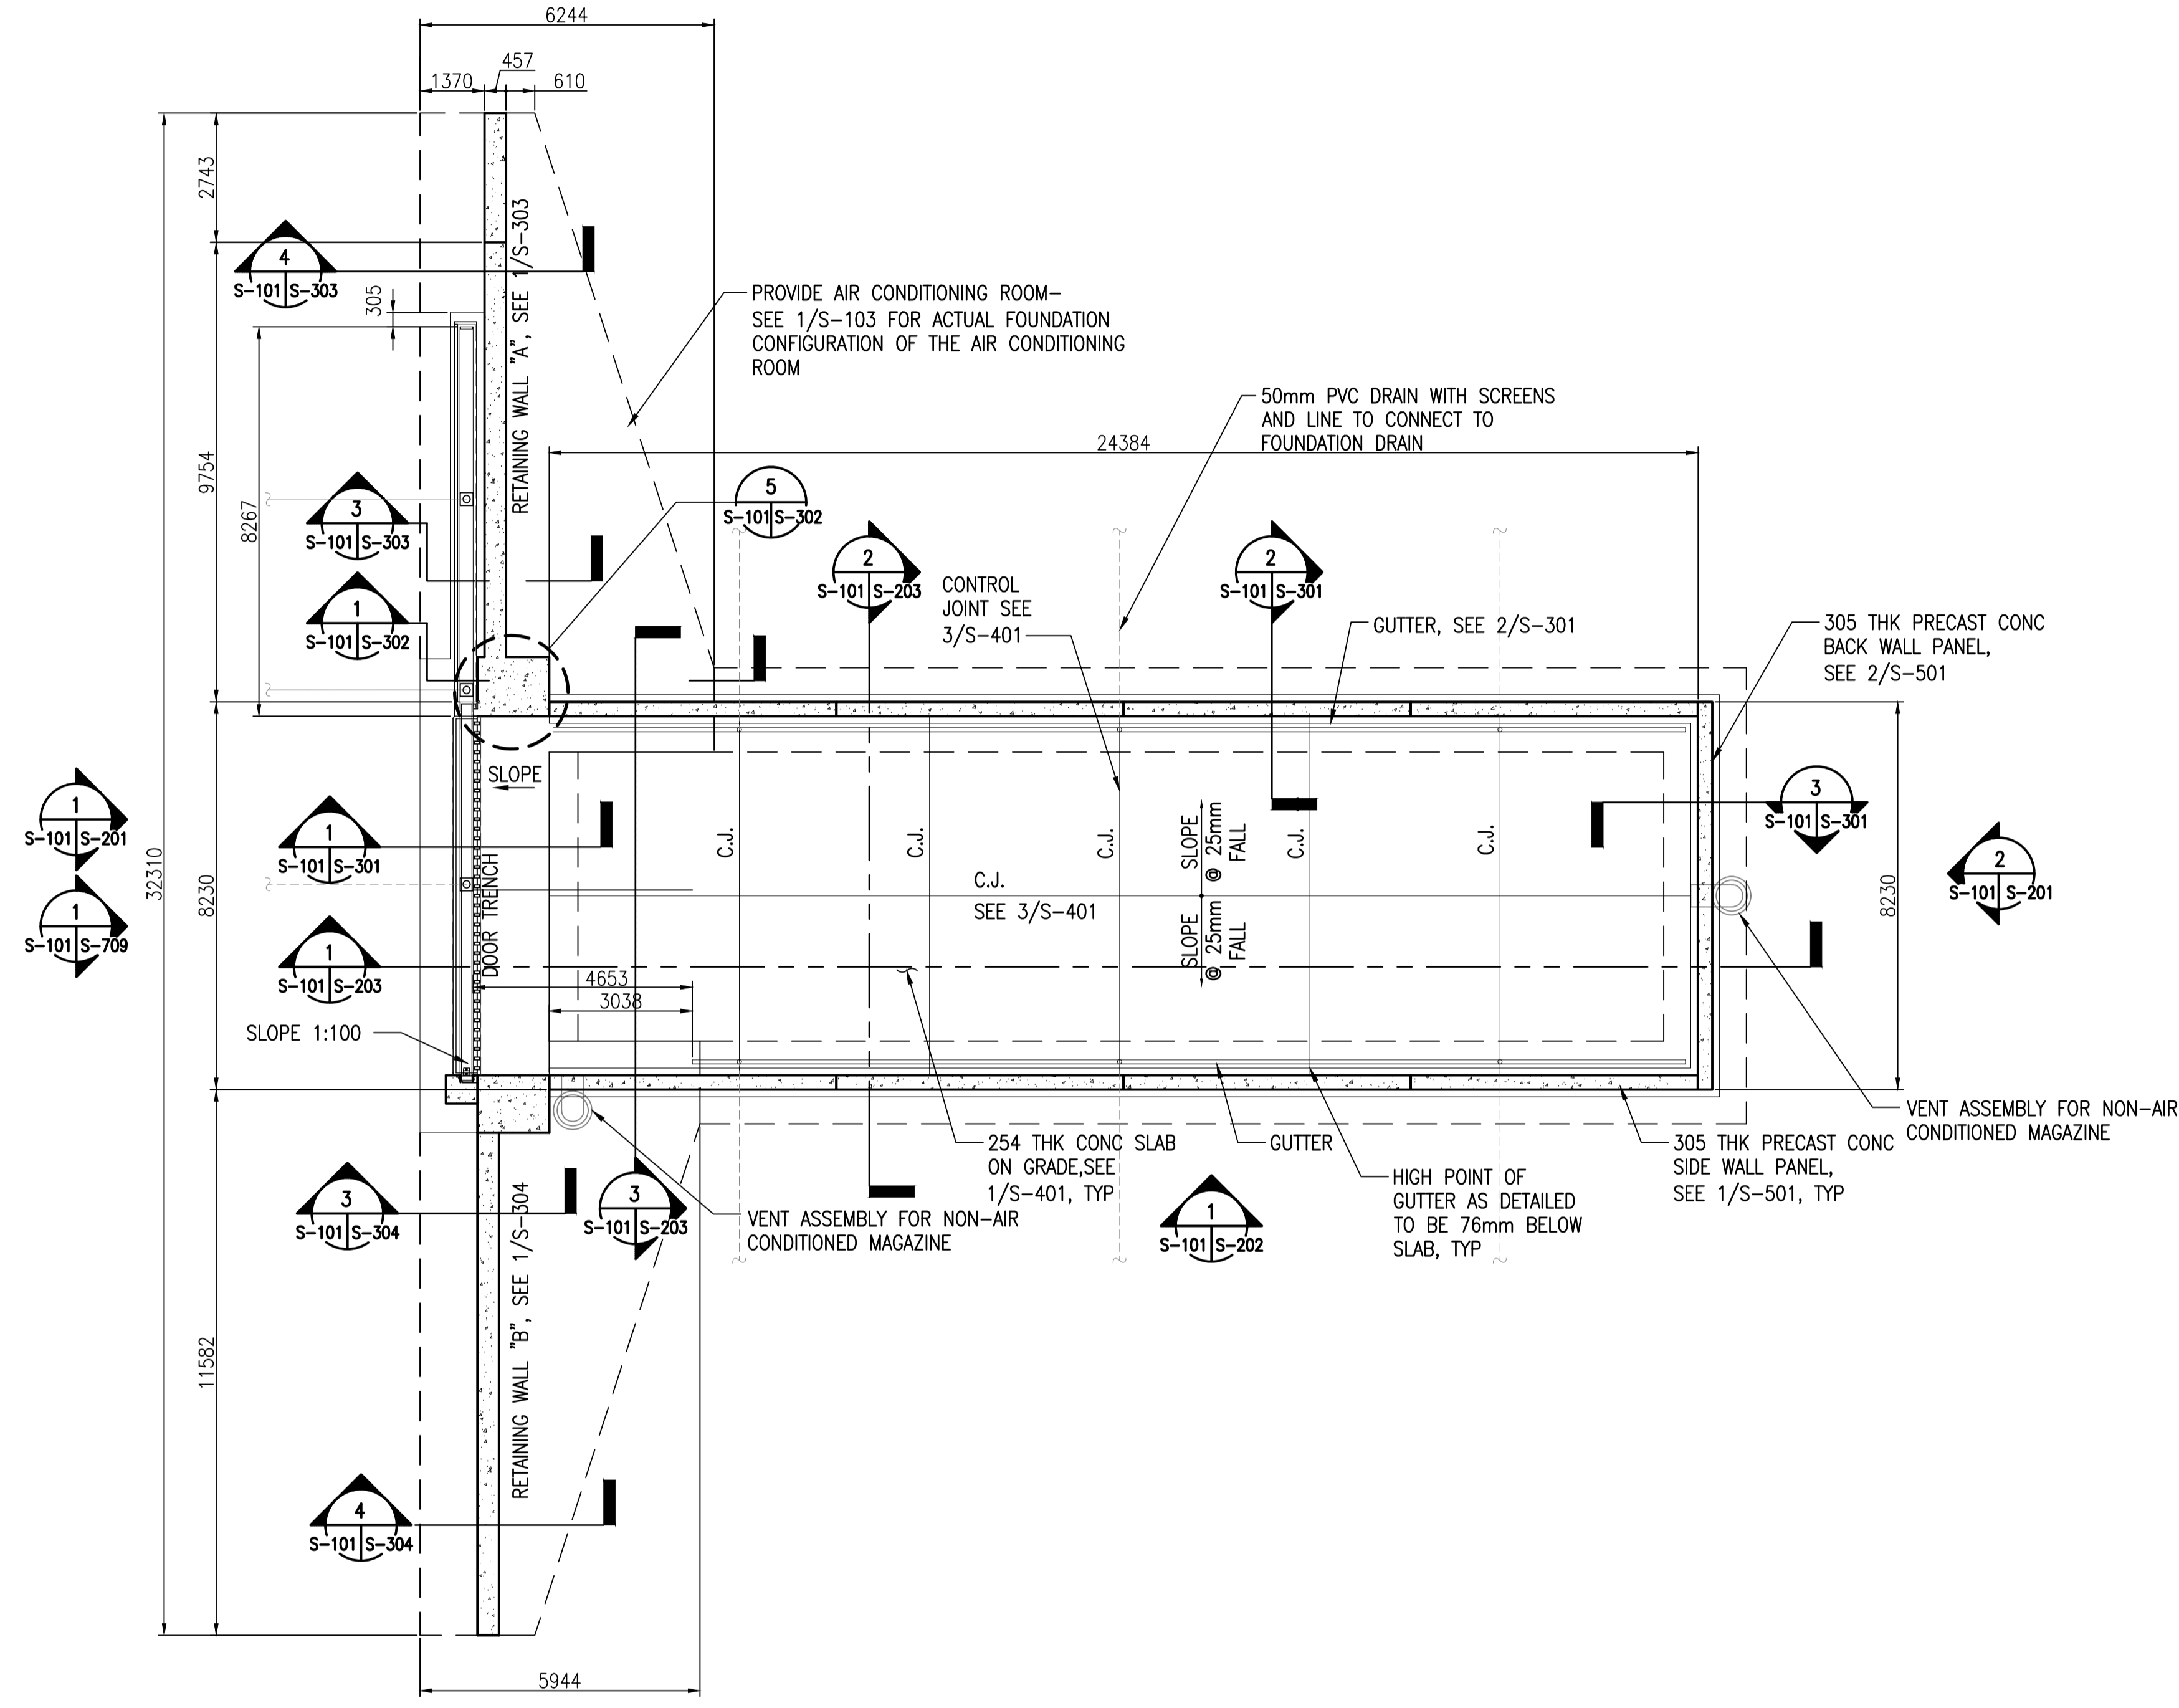 6244
457
1370
610
2743
4
S-101 S-303
RETAINING WALL "A", SEE 1/S-303
305
PROVIDE AIR CONDITIONING ROOM-
SEE 1/S-103 FOR ACTUAL FOUNDATION
CONFIGURATION OF THE AIR CONDITIONING
ROOM
50mm PVC DRAIN WITH SCREENS
AND LINE TO CONNECT TO
FOUNDATION DRAIN
24384
9754
8267
3
S-101 S-303
5
S-101 S-302
2
S-101 S-203
2
S-101 S-301
CONTROL
JOINT SEE
3/S-401
1
S-101 S-302
GUTTER, SEE 2/S-301
305 THK PRECAST CONC
BACK WALL PANEL,
SEE 2/S-501
SLOPE
1
S-101 S-201
32310
8230
1
S-101 S-301
DOOR TRENCH
C.J.
C.J.
C.J.
SLOPE
@ 25mm
FALL
C.J.
C.J.
3
S-101 S-301
8230
2
S-101 S-201
C.J.
SEE 3/S-401
SLOPE
@ 25mm
FALL
1
S-101 S-709
1
S-101 S-203
4653
3038
SLOPE 1:100
254 THK CONC SLAB
ON GRADE,SEE
1/S-401, TYP
GUTTER
HIGH POINT OF
GUTTER AS DETAILED
TO BE 76mm BELOW
SLAB, TYP
305 THK PRECAST CONC
SIDE WALL PANEL,
SEE 1/S-501, TYP
VENT ASSEMBLY FOR NON-AIR
CONDITIONED MAGAZINE
3
S-101 S-304
3
S-101 S-203
VENT ASSEMBLY FOR NON-AIR
CONDITIONED MAGAZINE
1
S-101 S-202
RETAINING WALL "B", SEE 1/S-304
11582
4
S-101 S-304
5944